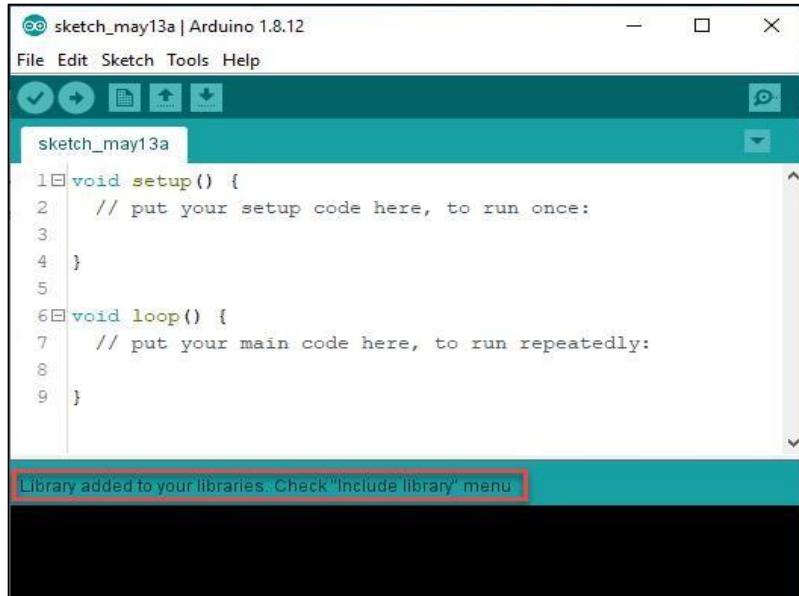 sketch_may13a | Arduino 1.8.12
File Edit Sketch Tools Help
sketch_may13a
1 void setup() {
2 // put your setup code here, to run once:
3
4 }
5
6 void loop() {
7 // put your main code here, to run repeatedly:
8
9 }
Library added to your libraries. Check "Include library" menu